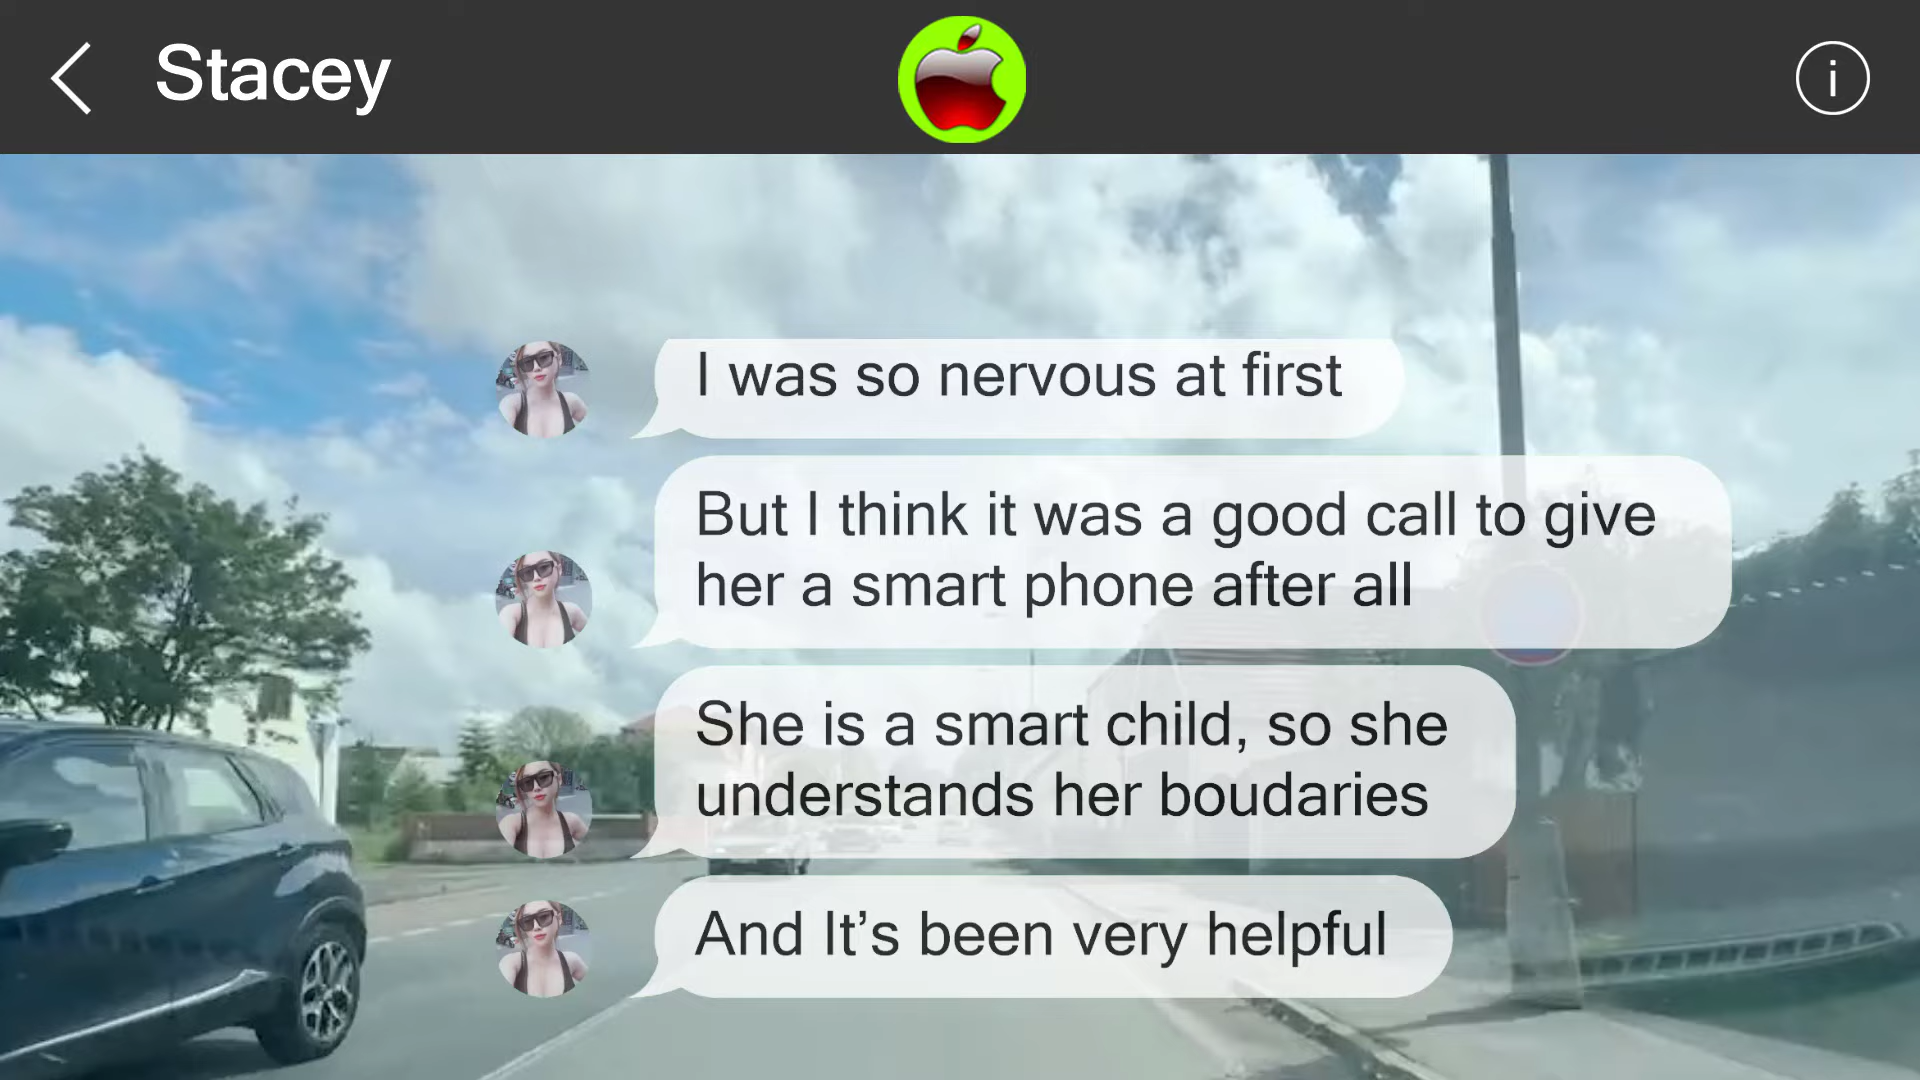 Stacey
I was so nervous at first
But I think it was a good call to give
her a smart phone after all
She is a smart child, so she
understands her boudaries
And It’s been very helpful